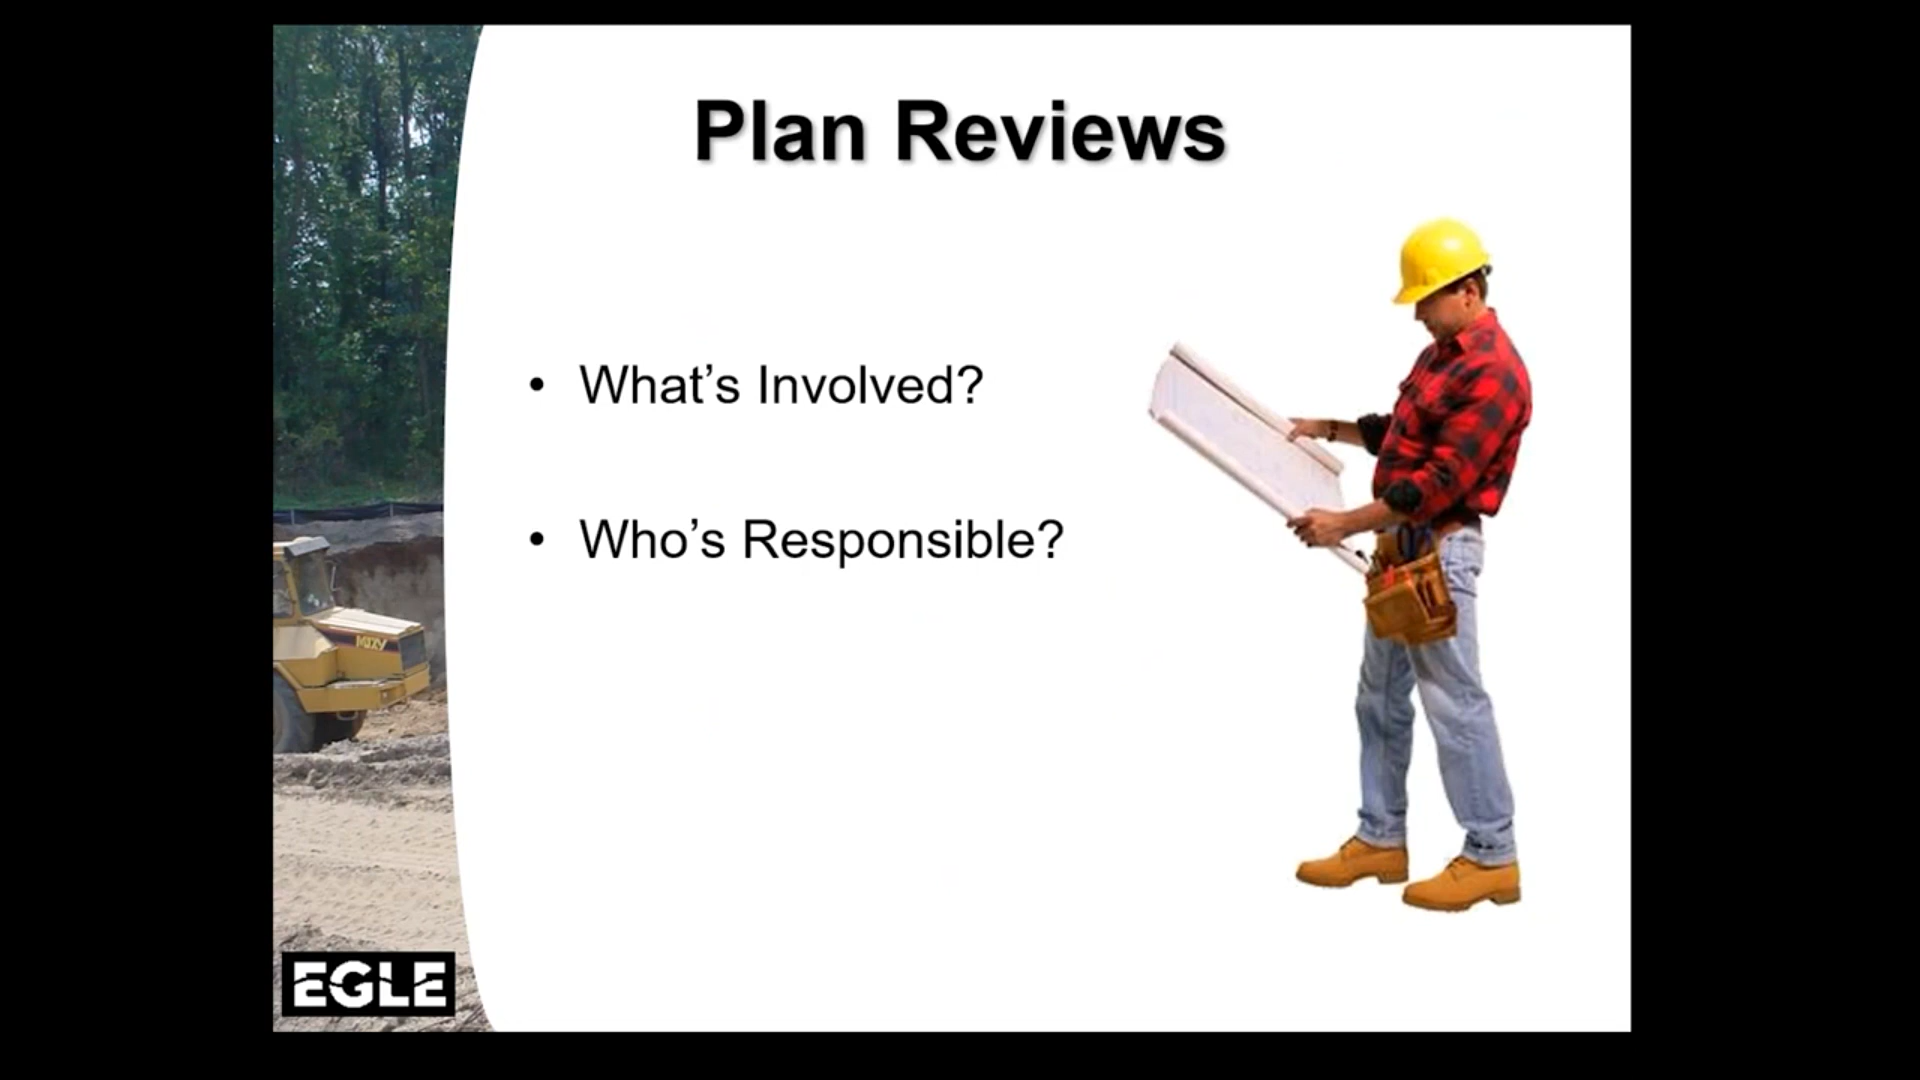 Plan Reviews
• What’s Involved?
• Who’s Responsible?
EGLE